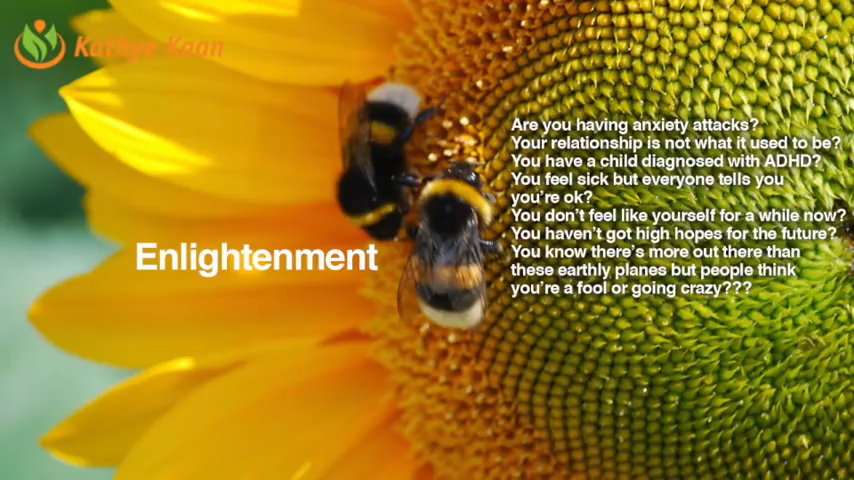 Kathye Kaan
Are you having anxiety attacks?
Your relationship is not what it used to be?
You have a child diagnosed with ADHD?
You feel sick but everyone tells you
you're ok?
You don't feel like yourself for a while now?
You haven't got high hopes for the future?
You know there's more out there than
these earthly planes but people think
you're a fool or going crazy???
Enlightenment